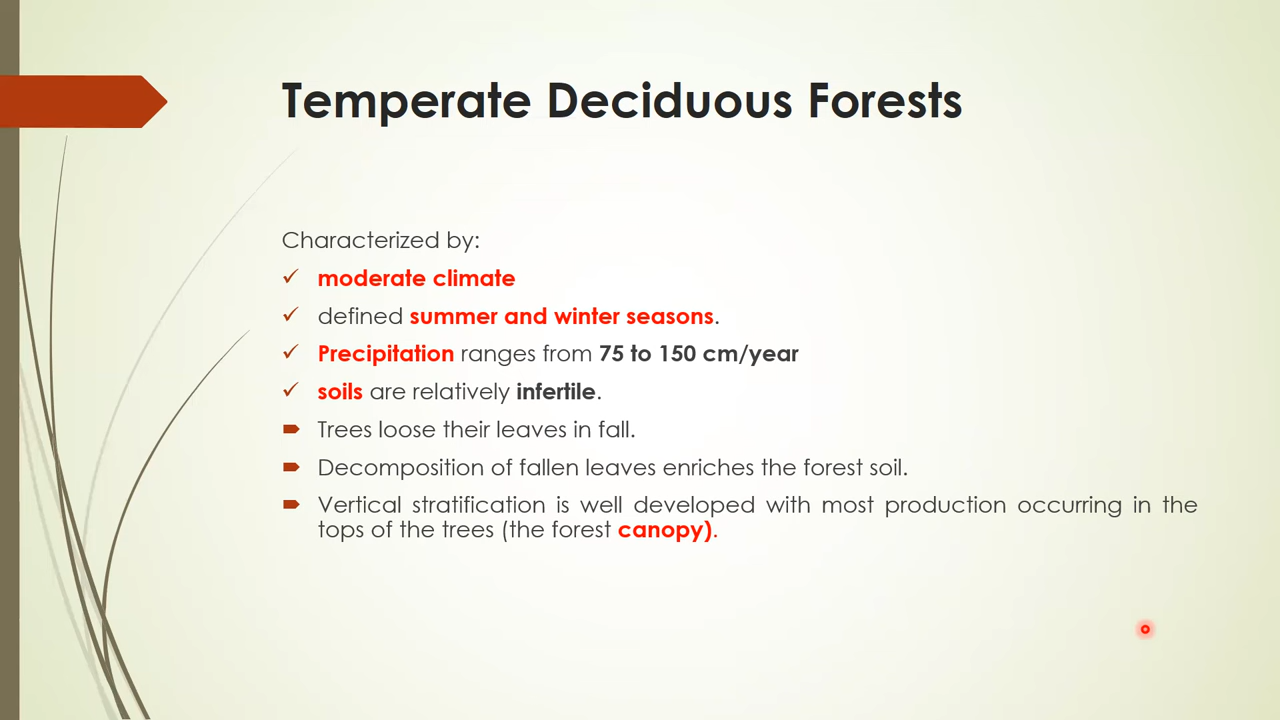 Temperate Deciduous Forests
Characterized by:
✓ moderate climate
✓ defined summer and winter seasons.
✓ Precipitation ranges from 75 to 150 cm/year
✓ soils are relatively infertile.
Trees loose their leaves in fall.
Decomposition of fallen leaves enriches the forest soil.
Vertical stratification is well developed with most production occurring in the
tops of the trees (the forest canopy).